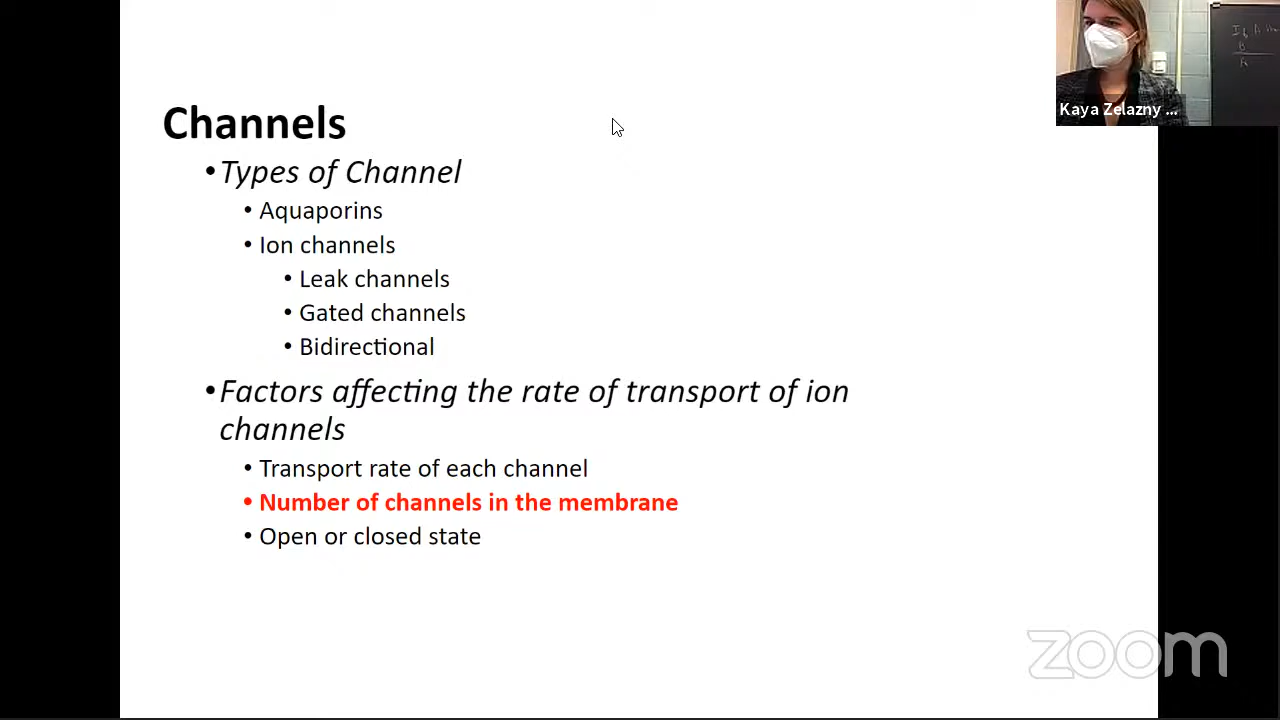 Channels
• Types of Channel
• Aquaporins
• Ion channels
• Leak channels
• Gated channels
• Bidirectional
• Factors affecting the rate of transport of ion
channels
• Transport rate of each channel
• Number of channels in the membrane
• Open or closed state
Kaya Zelazny ...
zoom